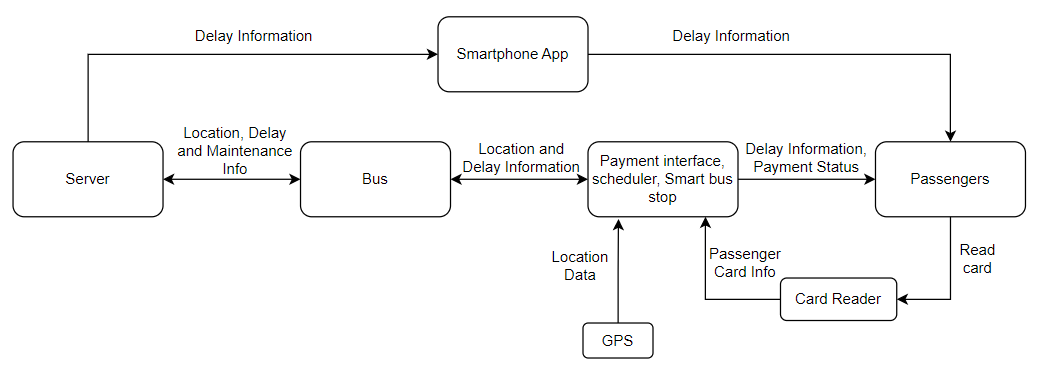 Delay Information
Smartphone App
Delay Information
Server
Location, Delay
and Maintenance
Info
Bus
Location and
Delay Information
Payment interface,
scheduler, Smart bus
stop
Delay Information,
Payment Status
Passengers
Location
Data
Passenger
Card Info
Read
card
Card Reader
GPS